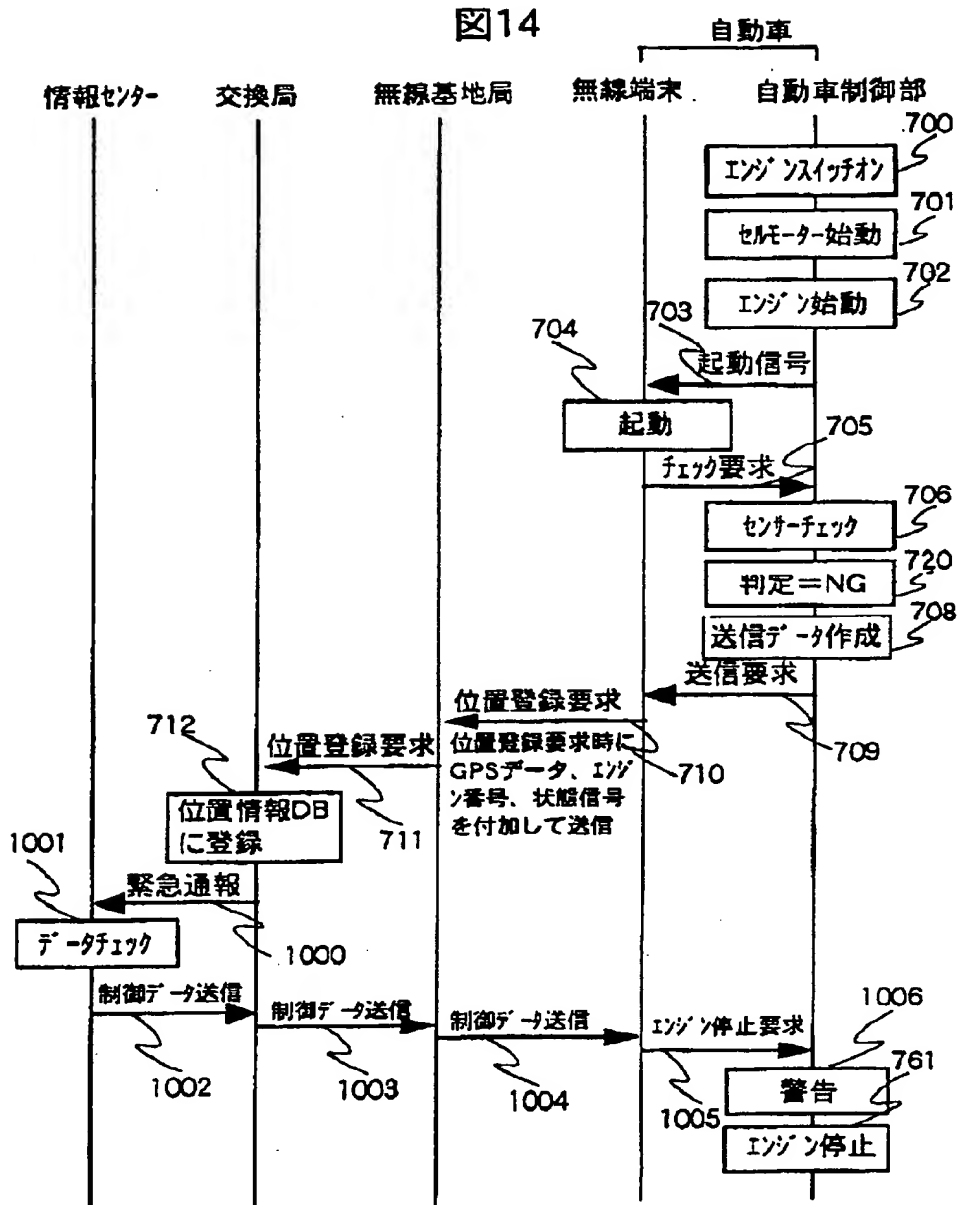 図14
自動車
情報センター
交換局
無線基地局
無線端末
自動車制御部
700
エンジンスイッチオン
701
セルモーター始動
702
エンジン始動
703
704
起動信号
起動
705
チェック要求
706
センサーチェック
720
判定＝NG
708
送信データ作成
送信要求
709
位置登録要求
710
位置登録要求時に
GPSデータ、エンジ
ン番号、状態信号
を付加して送信
712
位置登録要求
711
位置情報DB
に登録
1001
緊急通報
1000
データチェック
制御データ送信
1002
制御データ送信
1003
制御データ送信
1004
エンジン停止要求
1005
1006
警告
761
エンジン停止